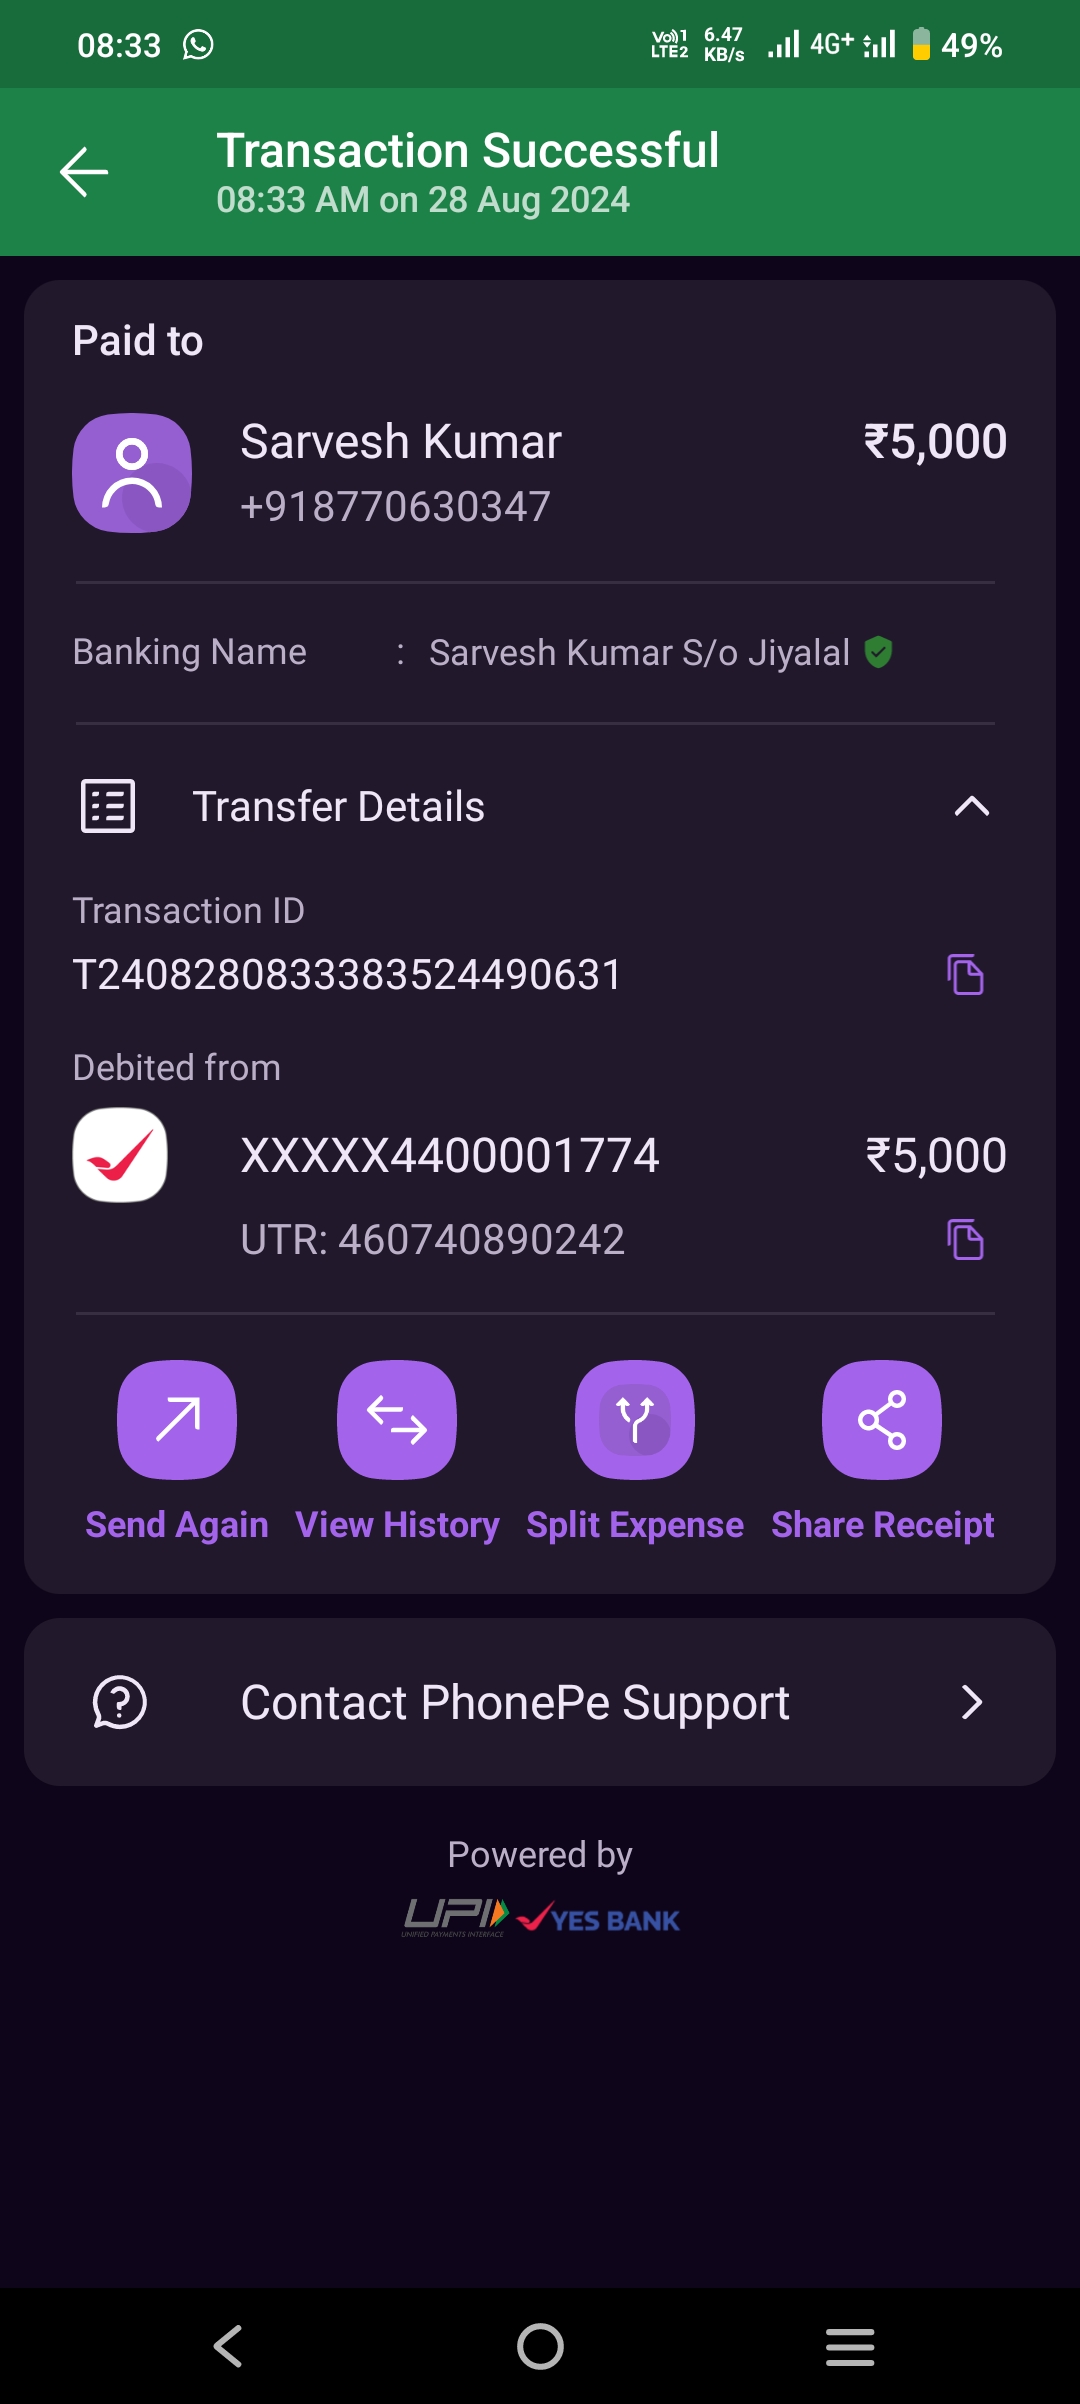 08:33 Vo))1 LTE2 6.47 KB/s 4G+ 49%
Transaction Successful
08:33 AM on 28 Aug 2024
Paid to
Sarvesh Kumar ₹5,000
+918770630347
Banking Name : Sarvesh Kumar S/o Jiyalal
Transfer Details
Transaction ID
T2408280833383524490631
Debited from
XXXXX4400001774 ₹5,000
UTR: 460740890242
Send Again View History Split Expense Share Receipt
Contact PhonePe Support
Powered by
UPI YES BANK
UNIFIED PAYMENTS INTERFACE